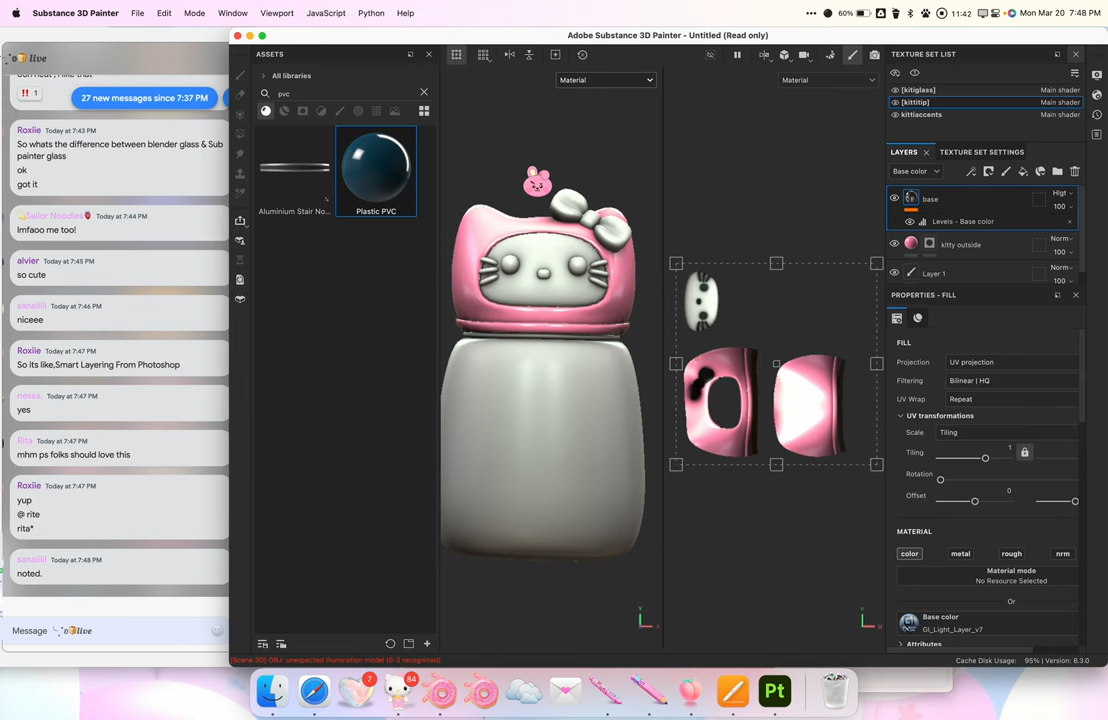 Substance 3D Painter File Edit Mode Window Viewport JavaScript Python Help
60% 11:42 Mon Mar 20 7:48 PM
live
!! 1
27 new messages since 7:37 PM
Roxiie Today at 7:43 PM
So whats the difference between blender glass & Sub
painter glass
ok
got it
Sailor Noodles Today at 7:44 PM
lmfaoo me too!
alvier Today at 7:45 PM
so cute
sanaiiiii Today at 7:46 PM
niceee
Roxiie Today at 7:47 PM
So its like,Smart Layering From Photoshop
nessa. Today at 7:47 PM
yes
Rita Today at 7:47 PM
mhm ps folks should love this
Roxiie Today at 7:47 PM
yup
@ rite
rita*
sanaiiiii Today at 7:48 PM
noted.
Message live
Adobe Substance 3D Painter - Untitled (Read only)
ASSETS
All libraries
pvc
Aluminium Stair No...
Plastic PVC
Material
Material
Y
X
TEXTURE SET LIST
[kitiglass] Main shader
[kittitip] Main shader
kittiaccents Main shader
LAYERS TEXTURE SET SETTINGS
Base color
base Higt 100
Levels - Base color
kitty outside Norm 100
Layer 1 Norm 100
PROPERTIES - FILL
FILL
Projection UV projection
Filtering Bilinear | HQ
UV Wrap Repeat
UV transformations
Scale Tiling
Tiling 1
Rotation
Offset 0
MATERIAL
color metal rough nrm
Material mode
No Resource Selected
Or
Base color
GI_Light_Layer_v7
Attributes
[Scene 3D] OBJ: unexpected illumination model (0-2 recognized)
Cache Disk Usage: 95% | Version: 8.3.0
7
84
Pt